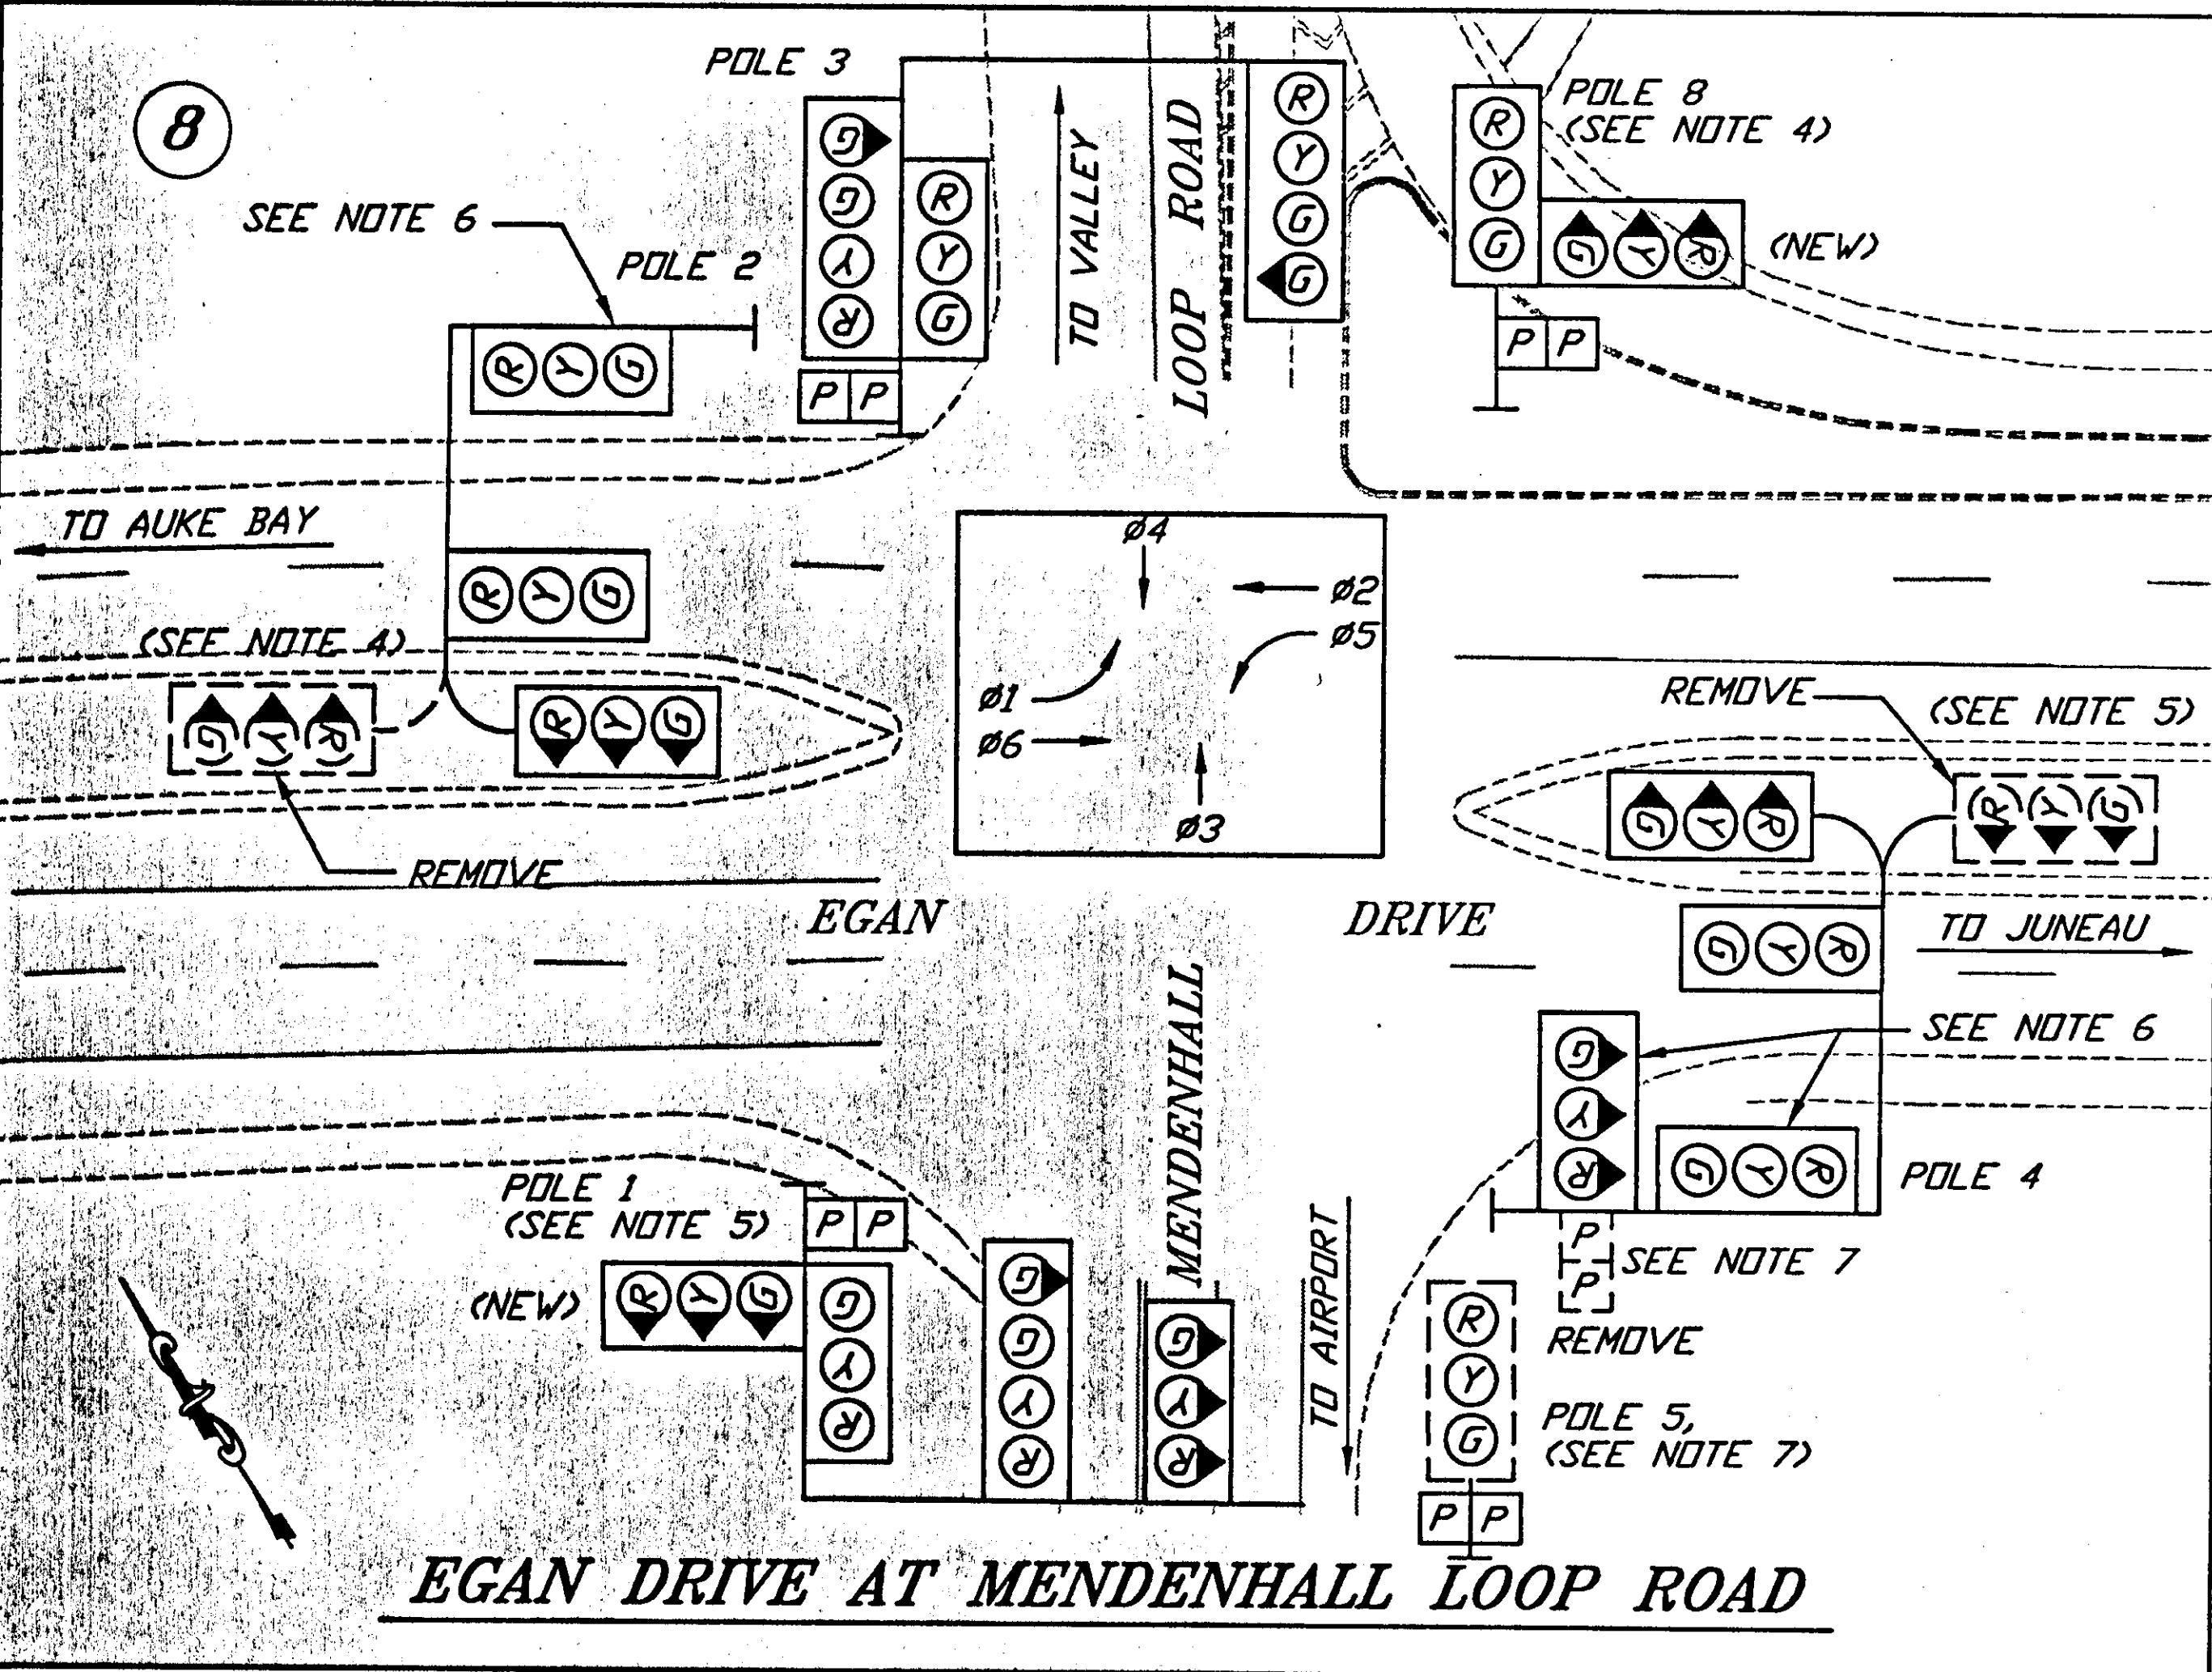 8
POLE 3
SEE NOTE 6
POLE 2
G
G
Y
R
R
Y
G
P P
R Y G
TO VALLEY
LOOP ROAD
R
Y
G
G
POLE 8
(SEE NOTE 4)
R
Y
G
G Y R
(NEW)
P P
TO AUKE BAY
R Y G
(SEE NOTE 4)
G Y R
R Y G
REMOVE
ø4
ø2
ø5
ø1
ø6
ø3
REMOVE
(SEE NOTE 5)
G Y R
R Y G
EGAN DRIVE
G Y R
TO JUNEAU
MENDENHALL
G
Y
R
SEE NOTE 6
G Y R
POLE 4
P
P
SEE NOTE 7
REMOVE
POLE 1
(SEE NOTE 5)
P P
(NEW)
R Y G
G
Y
R
G
G
Y
R
G
Y
R
TO AIRPORT
R
Y
G
POLE 5,
(SEE NOTE 7)
P P
EGAN DRIVE AT MENDENHALL LOOP ROAD